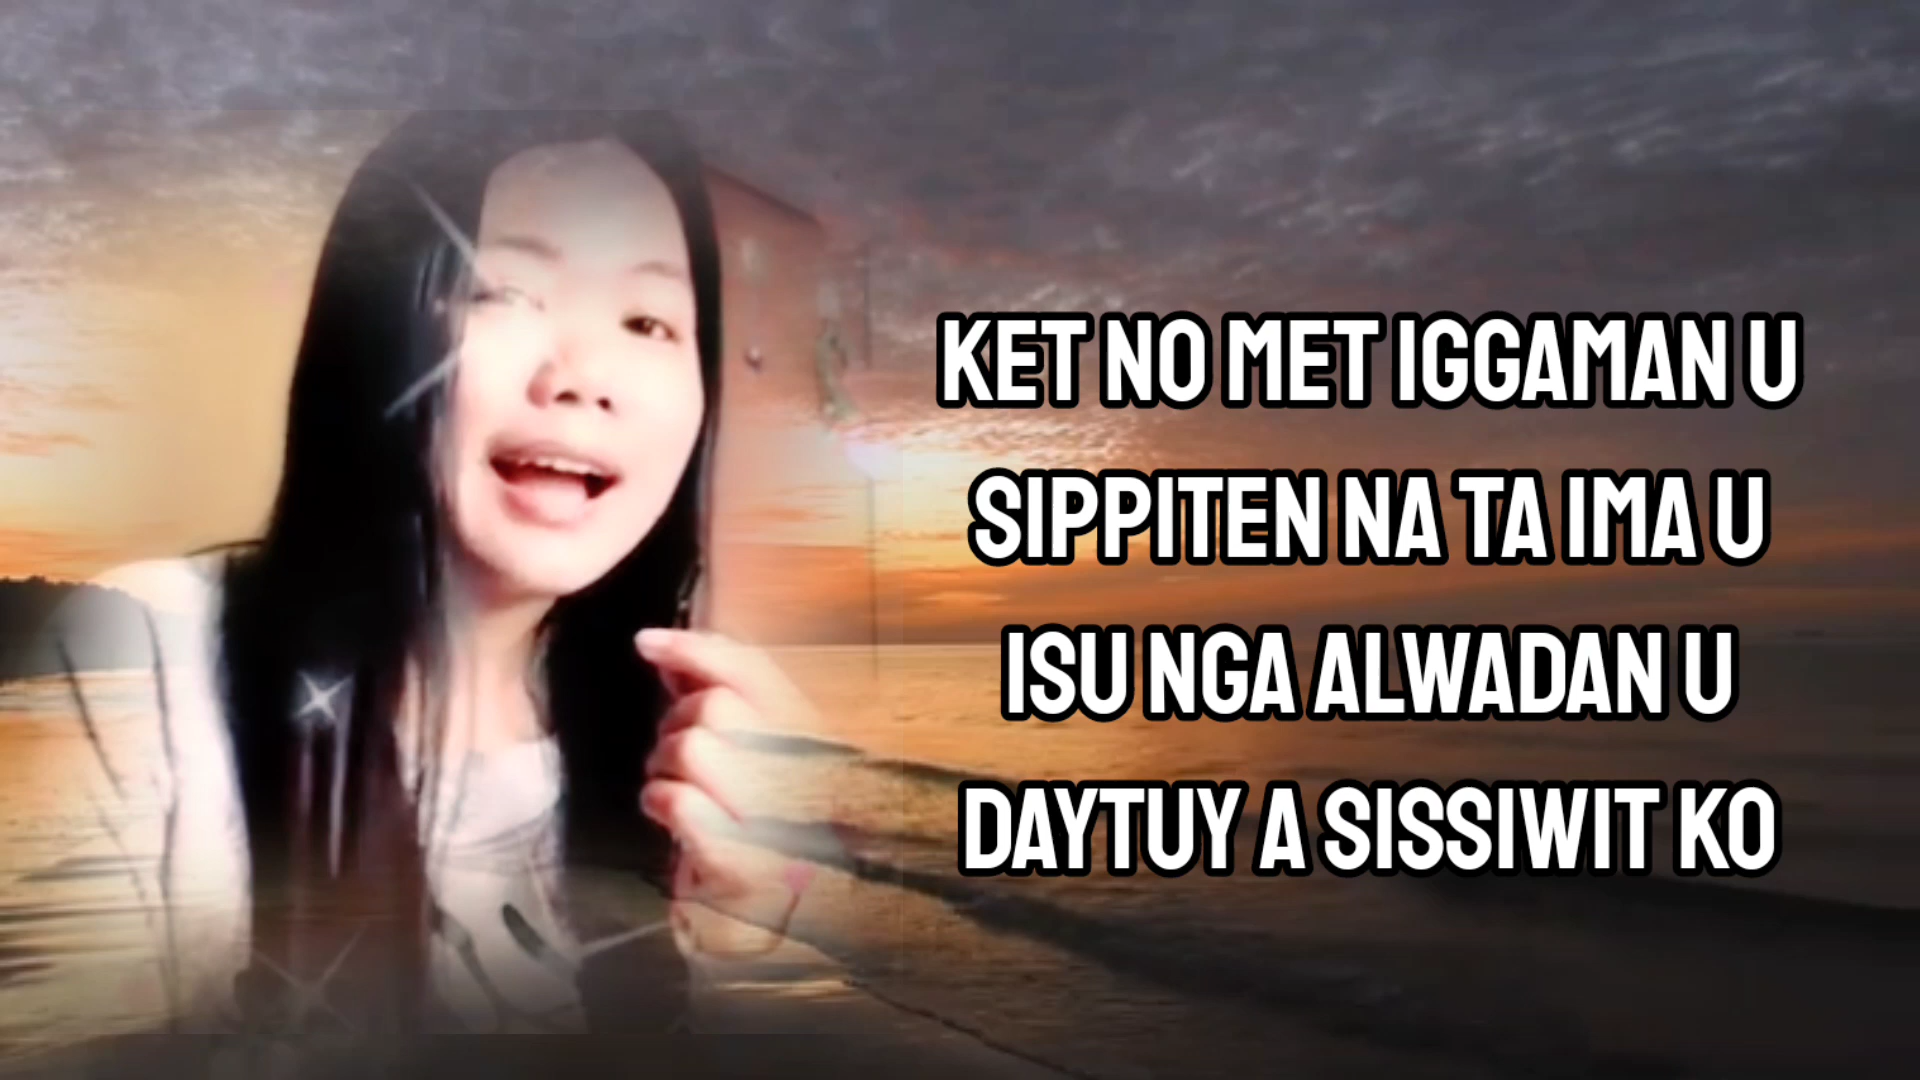 KET NO MET IGGAMAN U
SIPPITEN NA TA IMA U
ISU NGA ALWADAN U
DAYTUY A SISSIWIT KO